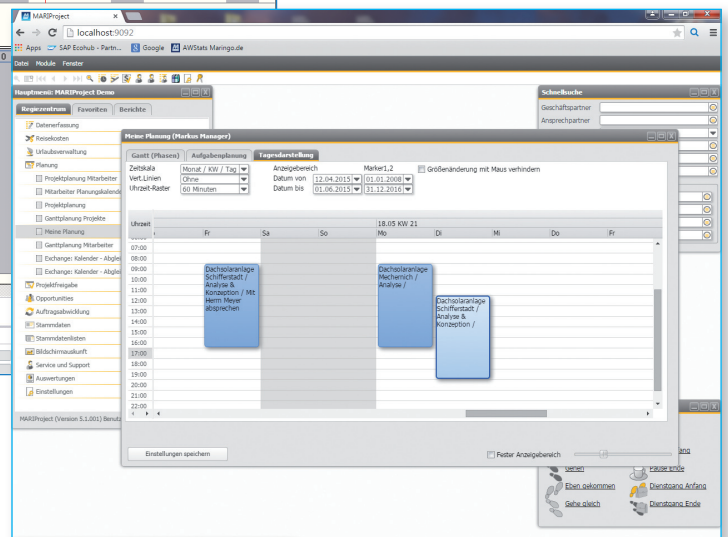 MARIProject
localhost:9092
Apps SAP Ecohub - Partn... Google AWStats Maringo.de
Datei Module Fenster
Hauptmenü: MARIProject Demo
Regiezentrum Favoriten Berichte
Datenerfassung
Reisekosten
Urlaubsverwaltung
Planung
Projektplanung Mitarbeiter
Mitarbeiter Planungskalende
Projektplanung
Ganttplanung Projekte
Meine Planung
Ganttplanung Mitarbeiter
Exchange: Kalender - Abglei
Exchange: Kalender - Abglei
Projektfreigabe
Opportunities
Auftragsabwicklung
Stammdaten
Stammdatenlisten
Bildschirmauskunft
Service und Support
Auswertungen
Einstellungen
MARIProject (Version 5.1.001) Benutz
Schnellsuche
Geschäftspartner
Ansprechpartner
Meine Planung (Markus Manager)
Gantt (Phasen) Aufgabenplanung Tagesdarstellung
Zeitskala Monat / KW / Tag Anzeigebereich Marker1,2 Größenänderung mit Maus verhindern
Vert.Linien Ohne Datum von 12.04.2015 01.01.2008
Uhrzeit-Raster 60 Minuten Datum bis 01.06.2015 31.12.2016
Uhrzeit 18.05 KW 21
Fr Sa So Mo Di Mi Do Fr
07:00
08:00
09:00
10:00
11:00
12:00
13:00
14:00
15:00
16:00
17:00
18:00
19:00
20:00
21:00
22:00
Dachsolaranlage
Schifferstadt /
Analyse &
Konzeption / Mit
Herrn Meyer
absprechen
Dachsolaranlage
Mechernich /
Analyse /
Dachsolaranlage
Schifferstadt /
Analyse &
Konzeption /
Einstellungen speichern
Fester Anzeigebereich
Gehen Pause Ende
Eben gekommen Dienstgang Anfang
Gehe gleich Dienstgang Ende